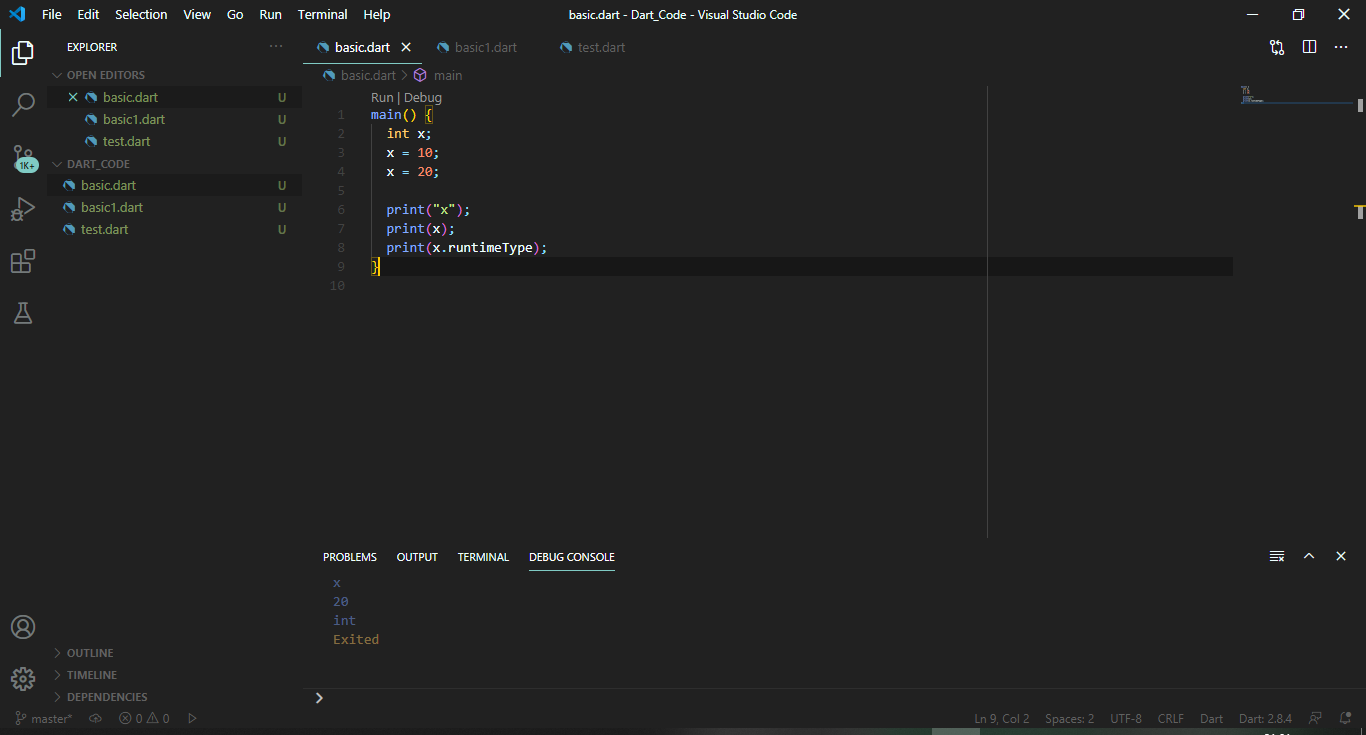 File Edit Selection View Go Run Terminal Help
basic.dart - Dart_Code - Visual Studio Code
EXPLORER
OPEN EDITORS
basic.dart U
basic1.dart U
test.dart U
DART_CODE
basic.dart U
basic1.dart U
test.dart U
OUTLINE
TIMELINE
DEPENDENCIES
1K+
basic.dart basic1.dart test.dart
basic.dart > main
Run | Debug
1 main() {
2 int x;
3 x = 10;
4 x = 20;
5
6 print("x");
7 print(x);
8 print(x.runtimeType);
9 }
10
PROBLEMS OUTPUT TERMINAL DEBUG CONSOLE
x
20
int
Exited
master* 0 0 Ln 9, Col 2 Spaces: 2 UTF-8 CRLF Dart Dart: 2.8.4